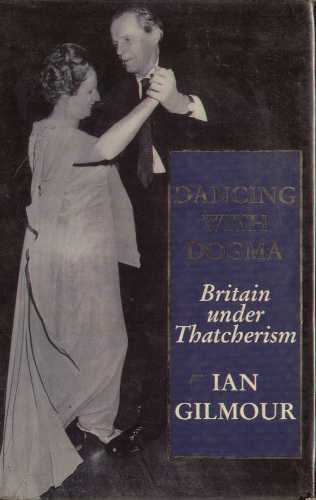 DANCING
WITH
DOGMA
Britain
under
Thatcherism
IAN
GILMOUR